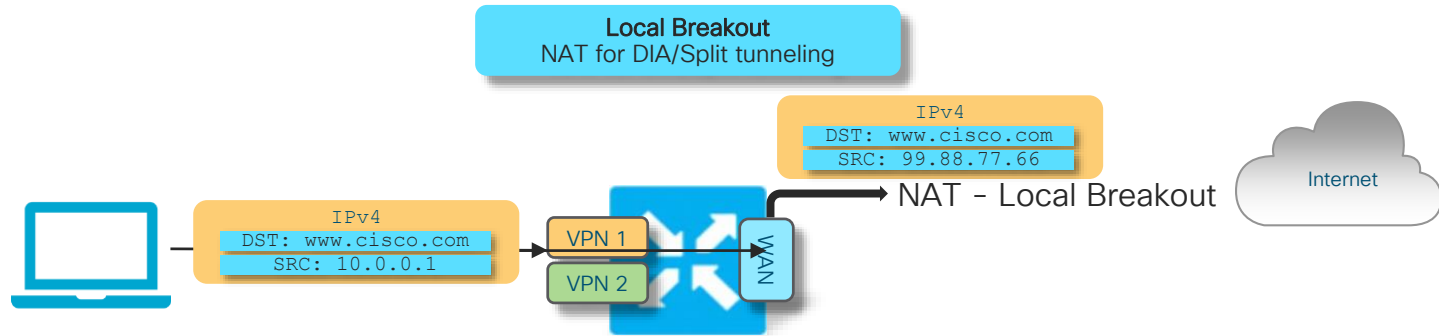 Local Breakout
NAT for DIA/Split tunneling
IPv4
DST: www.cisco.com
SRC: 99.88.77.66
Internet
NAT - Local Breakout
IPv4
DST: www.cisco.com
SRC: 10.0.0.1
VPN 1
VPN 2
WAN